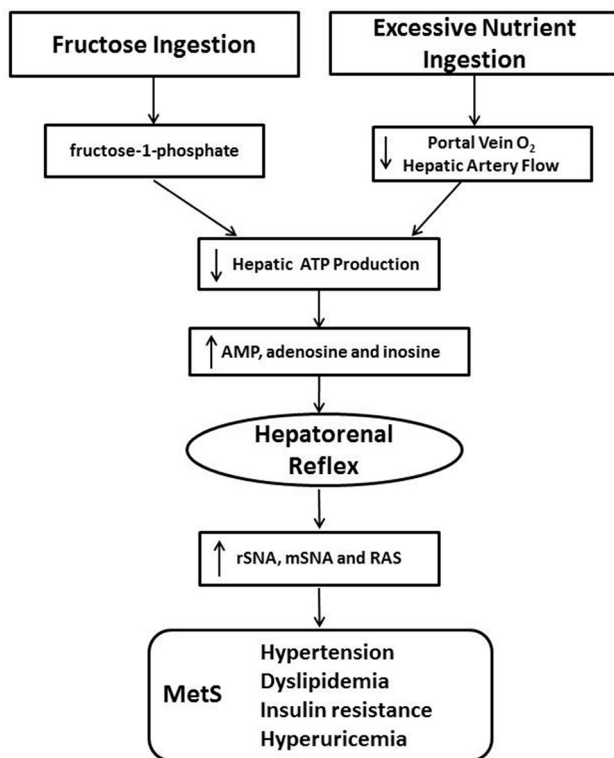 Fructose Ingestion
Excessive Nutrient
Ingestion
fructose-1-phosphate
↓ Portal Vein O₂
Hepatic Artery Flow
↓ Hepatic ATP Production
↑ AMP, adenosine and inosine
Hepatorenal
Reflex
↑ rSNA, mSNA and RAS
MetS
Hypertension
Dyslipidemia
Insulin resistance
Hyperuricemia